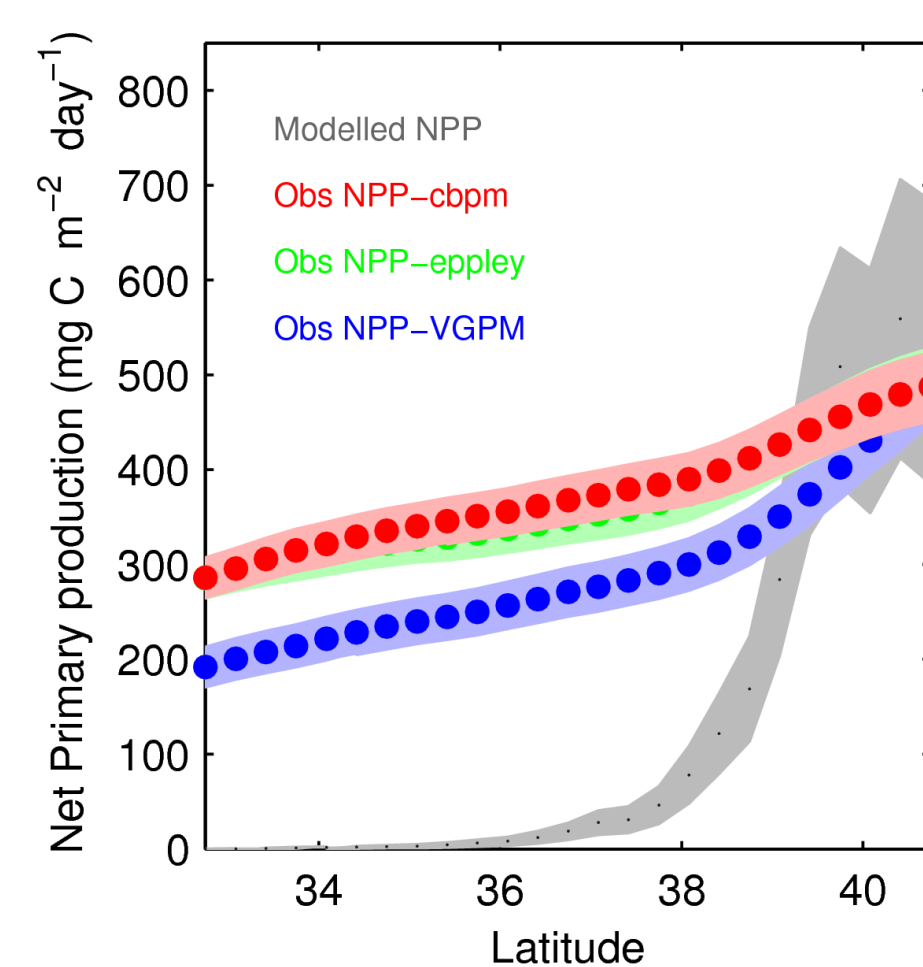 Net Primary production (mg C m⁻² day⁻¹)
800
700
600
500
400
300
200
100
0
Modelled NPP
Obs NPP−cbpm
Obs NPP−eppley
Obs NPP−VGPM
34 36 38 40
Latitude